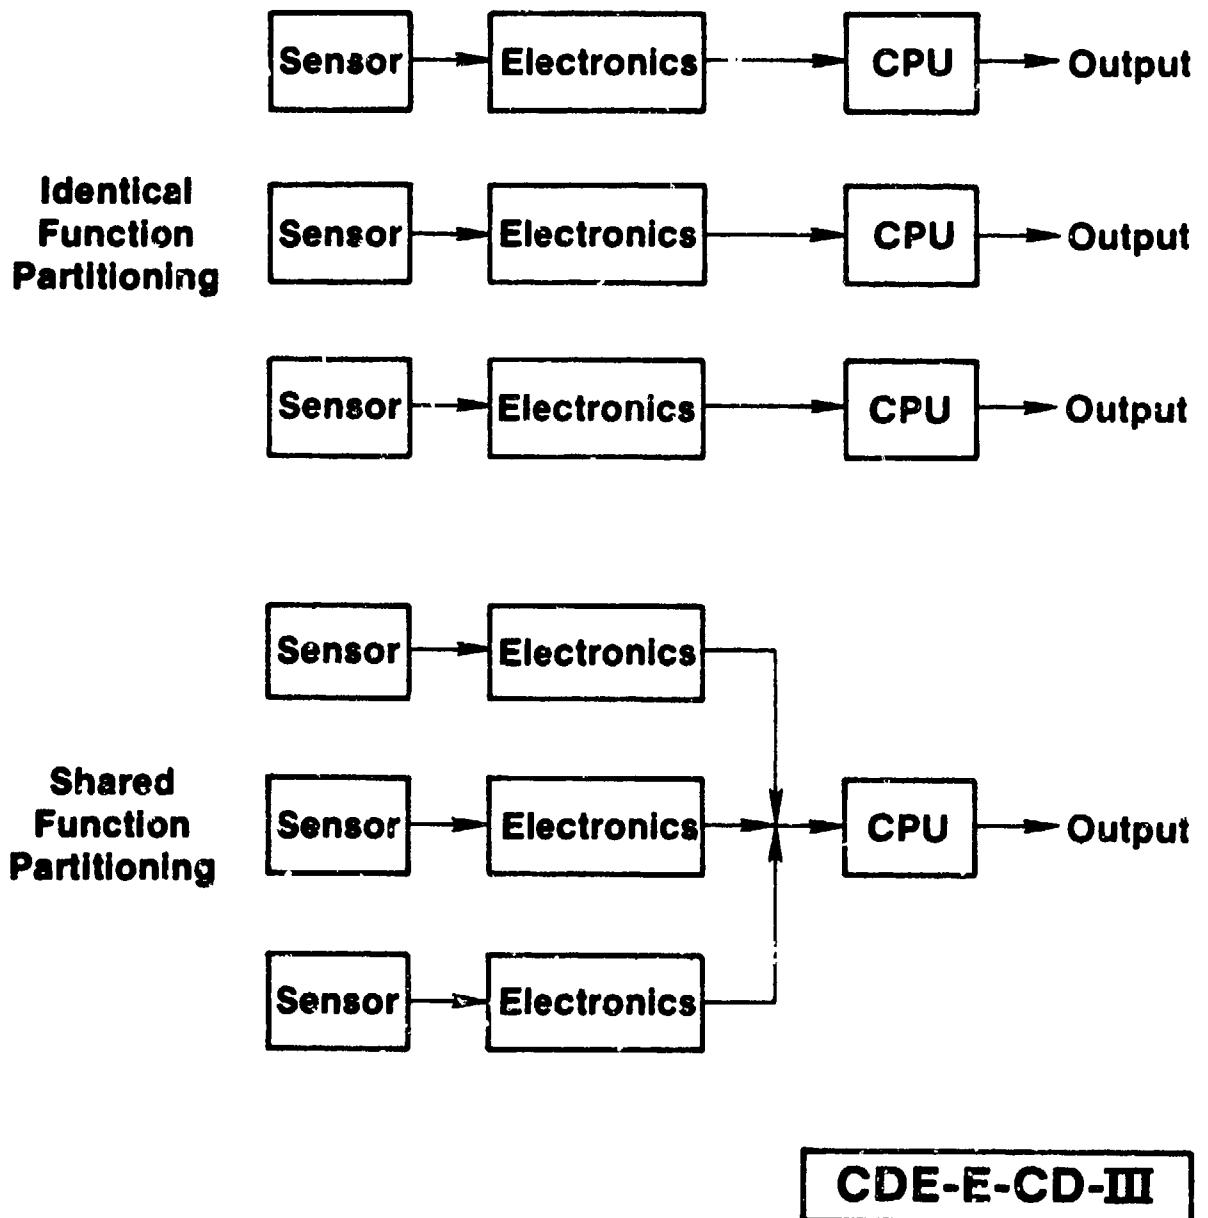 Sensor Electronics CPU Output
Identical
Function
Partitioning
Sensor Electronics CPU Output
Sensor Electronics CPU Output
Sensor Electronics
Shared
Function
Partitioning
Sensor Electronics CPU Output
Sensor Electronics
CDE-E-CD-III